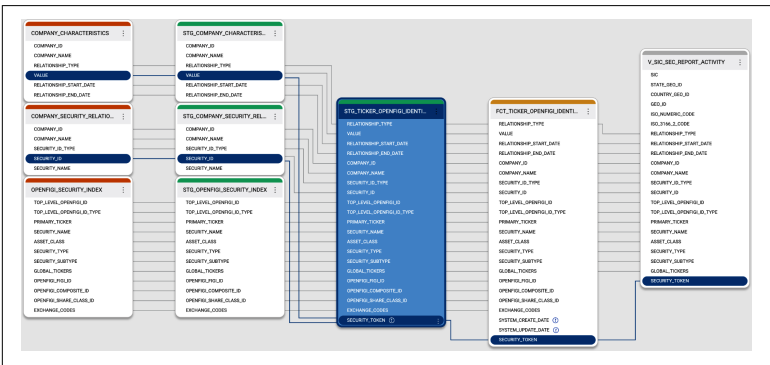 COMPANY_CHARACTERISTICS
COMPANY_ID
COMPANY_NAME
RELATIONSHIP_TYPE
VALUE
RELATIONSHIP_START_DATE
RELATIONSHIP_END_DATE
COMPANY_SECURITY_RELATIO...
COMPANY_ID
COMPANY_NAME
SECURITY_ID_TYPE
SECURITY_ID
SECURITY_NAME
OPENFIGI_SECURITY_INDEX
TOP_LEVEL_OPENFIGI_ID
TOP_LEVEL_OPENFIGI_ID_TYPE
PRIMARY_TICKER
SECURITY_NAME
ASSET_CLASS
SECURITY_TYPE
SECURITY_SUBTYPE
GLOBAL_TICKERS
OPENFIGI_FIGI_ID
OPENFIGI_COMPOSITE_ID
OPENFIGI_SHARE_CLASS_ID
EXCHANGE_CODES
STG_COMPANY_CHARACTERIS...
COMPANY_ID
COMPANY_NAME
RELATIONSHIP_TYPE
VALUE
RELATIONSHIP_START_DATE
RELATIONSHIP_END_DATE
STG_COMPANY_SECURITY_REL...
COMPANY_ID
COMPANY_NAME
SECURITY_ID_TYPE
SECURITY_ID
SECURITY_NAME
STG_OPENFIGI_SECURITY_INDEX
TOP_LEVEL_OPENFIGI_ID
TOP_LEVEL_OPENFIGI_ID_TYPE
PRIMARY_TICKER
SECURITY_NAME
ASSET_CLASS
SECURITY_TYPE
SECURITY_SUBTYPE
GLOBAL_TICKERS
OPENFIGI_FIGI_ID
OPENFIGI_COMPOSITE_ID
OPENFIGI_SHARE_CLASS_ID
EXCHANGE_CODES
STG_TICKER_OPENFIGI_IDENTI...
RELATIONSHIP_TYPE
VALUE
RELATIONSHIP_START_DATE
RELATIONSHIP_END_DATE
COMPANY_ID
COMPANY_NAME
SECURITY_ID_TYPE
SECURITY_ID
TOP_LEVEL_OPENFIGI_ID
TOP_LEVEL_OPENFIGI_ID_TYPE
PRIMARY_TICKER
SECURITY_NAME
ASSET_CLASS
SECURITY_TYPE
SECURITY_SUBTYPE
GLOBAL_TICKERS
OPENFIGI_FIGI_ID
OPENFIGI_COMPOSITE_ID
OPENFIGI_SHARE_CLASS_ID
EXCHANGE_CODES
SECURITY_TOKEN
FCT_TICKER_OPENFIGI_IDENTI...
RELATIONSHIP_TYPE
VALUE
RELATIONSHIP_START_DATE
RELATIONSHIP_END_DATE
COMPANY_ID
COMPANY_NAME
SECURITY_ID_TYPE
SECURITY_ID
TOP_LEVEL_OPENFIGI_ID
TOP_LEVEL_OPENFIGI_ID_TYPE
PRIMARY_TICKER
SECURITY_NAME
ASSET_CLASS
SECURITY_TYPE
SECURITY_SUBTYPE
GLOBAL_TICKERS
OPENFIGI_FIGI_ID
OPENFIGI_COMPOSITE_ID
OPENFIGI_SHARE_CLASS_ID
EXCHANGE_CODES
SYSTEM_CREATE_DATE
SYSTEM_UPDATE_DATE
SECURITY_TOKEN
V_SIC_SEC_REPORT_ACTIVITY
SIC
STATE_GEO_ID
COUNTRY_GEO_ID
GEO_ID
ISO_NUMERIC_CODE
ISO_3166_2_CODE
RELATIONSHIP_TYPE
RELATIONSHIP_START_DATE
RELATIONSHIP_END_DATE
COMPANY_ID
COMPANY_NAME
SECURITY_ID_TYPE
SECURITY_ID
TOP_LEVEL_OPENFIGI_ID
TOP_LEVEL_OPENFIGI_ID_TYPE
PRIMARY_TICKER
SECURITY_NAME
ASSET_CLASS
SECURITY_TYPE
SECURITY_SUBTYPE
GLOBAL_TICKERS
SECURITY_TOKEN